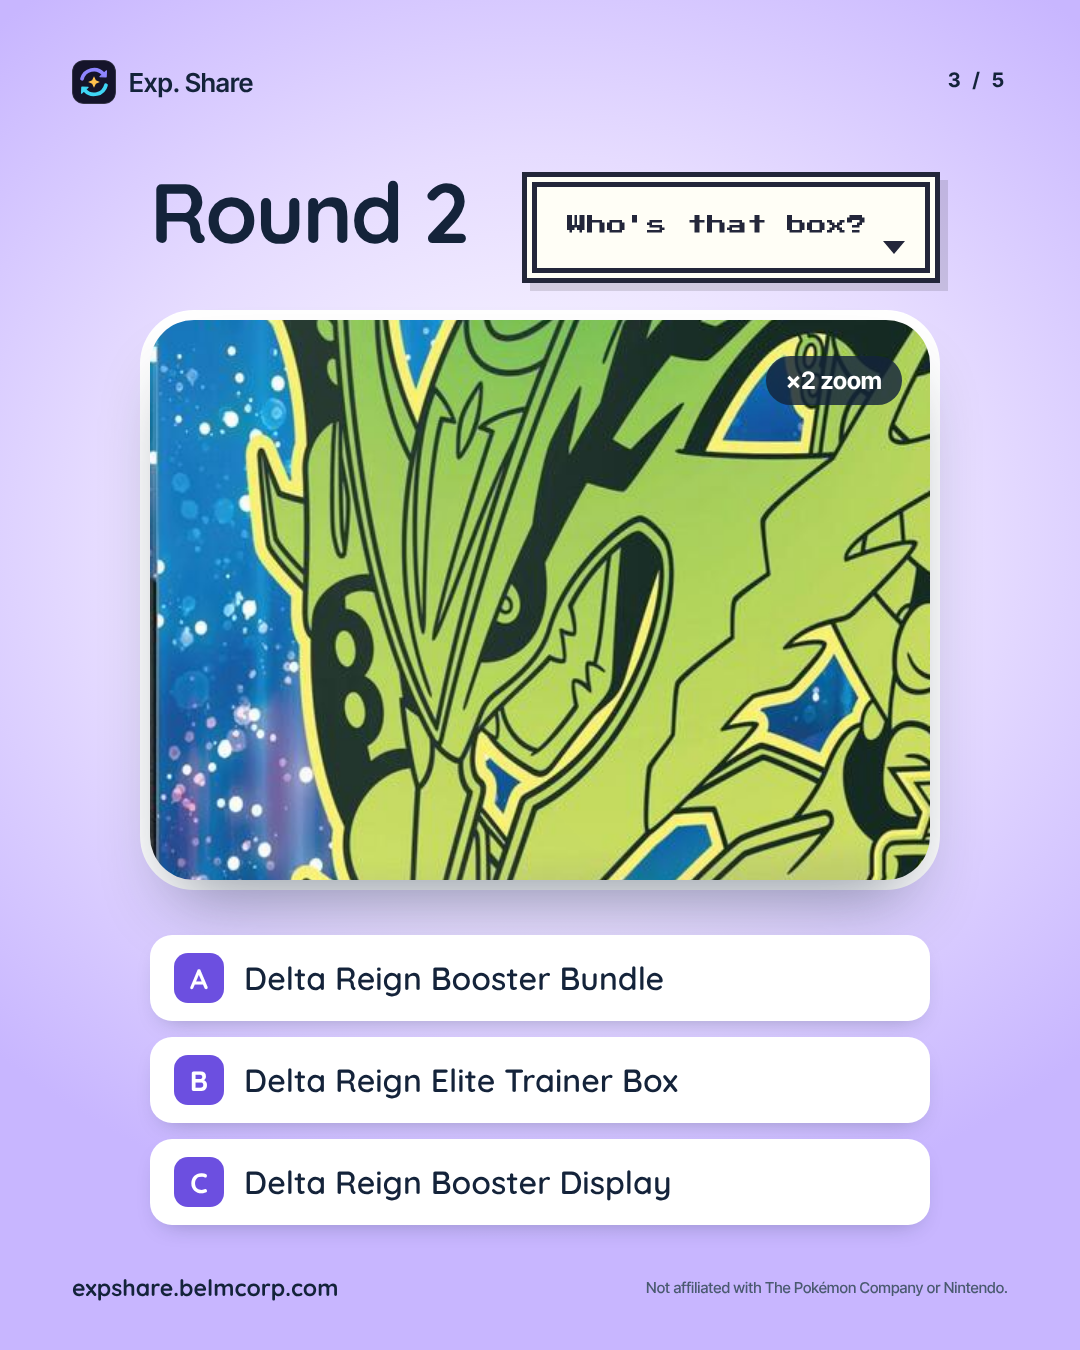 Exp. Share
3 / 5
Round 2
Who's that box?
×2 zoom
A Delta Reign Booster Bundle
B Delta Reign Elite Trainer Box
C Delta Reign Booster Display
expshare.belmcorp.com
Not affiliated with The Pokémon Company or Nintendo.